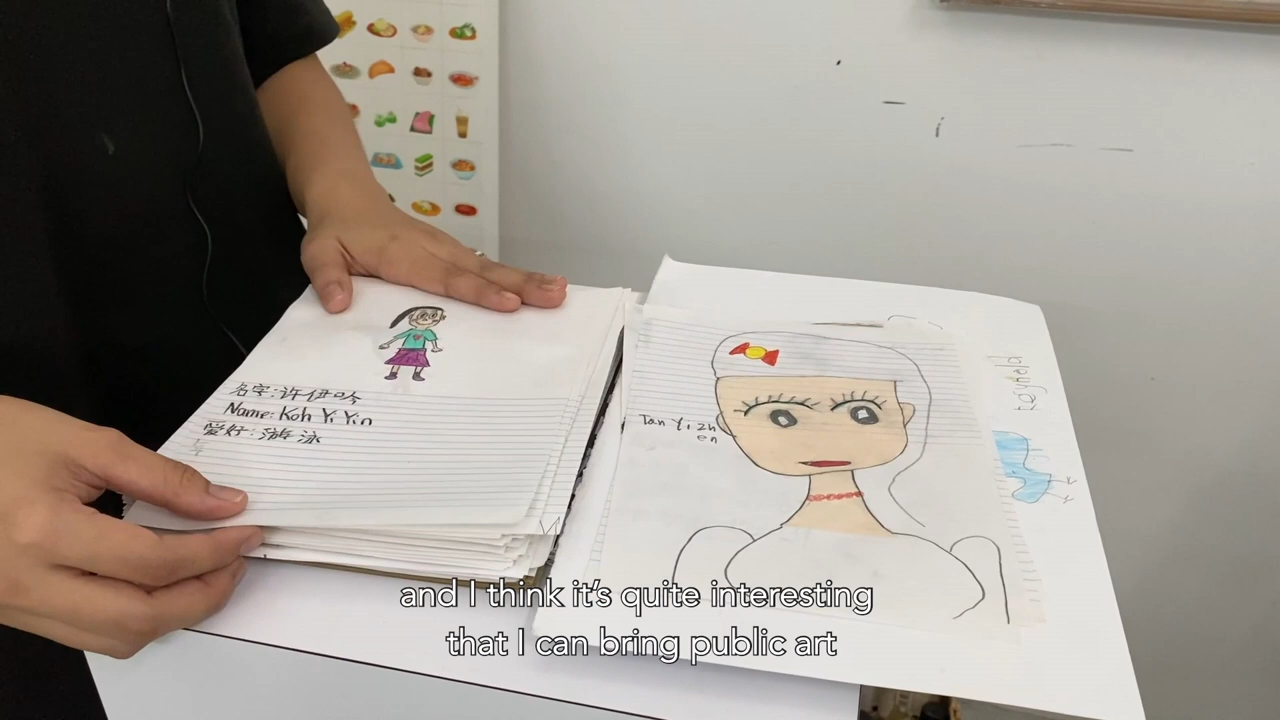 名字:许伊吟
Name: Koh Yi Yin
爱好:游泳
Tan Yi zh
en
and I think it's quite interesting
that I can bring public art